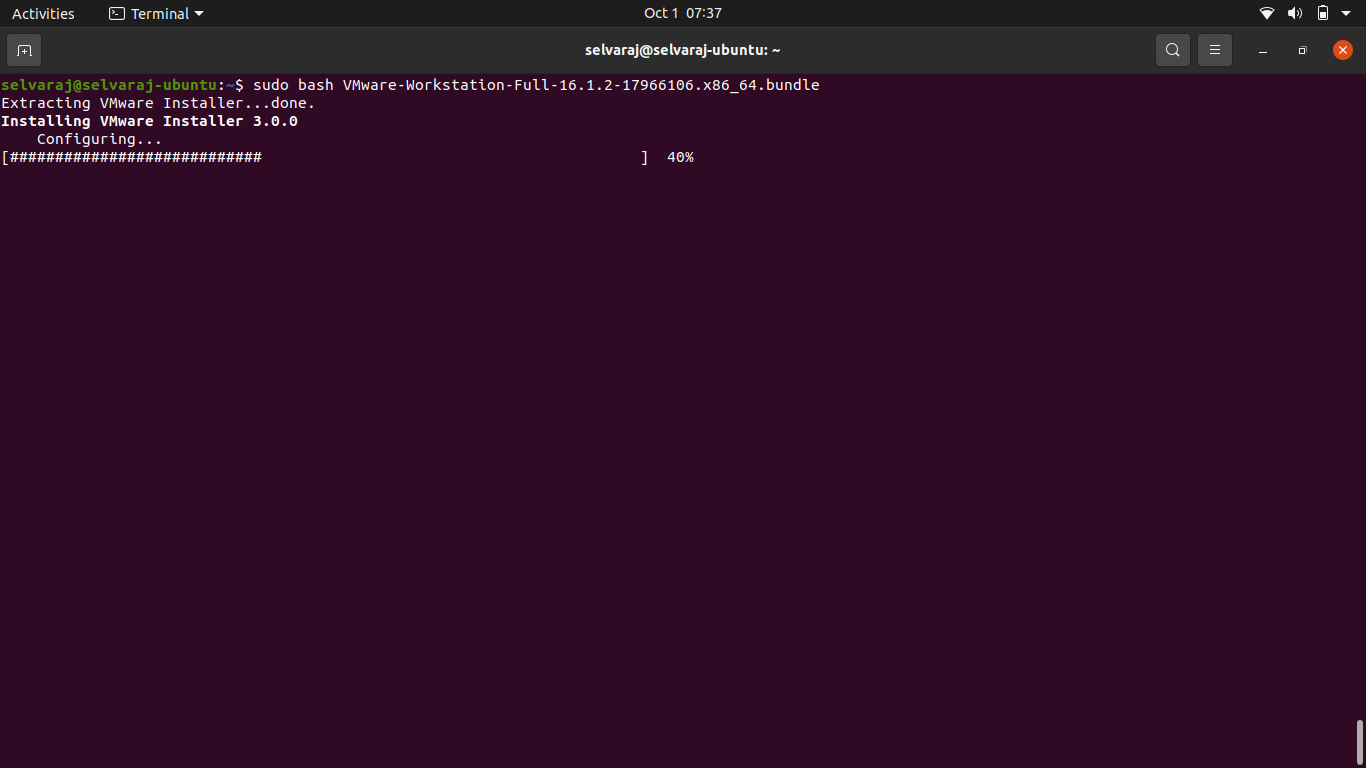 Activities Terminal Oct 1 07:37
selvaraj@selvaraj-ubuntu: ~
selvaraj@selvaraj-ubuntu:~$ sudo bash VMware-Workstation-Full-16.1.2-17966106.x86_64.bundle
Extracting VMware Installer...done.
Installing VMware Installer 3.0.0
    Configuring...
[############################                                          ]  40%